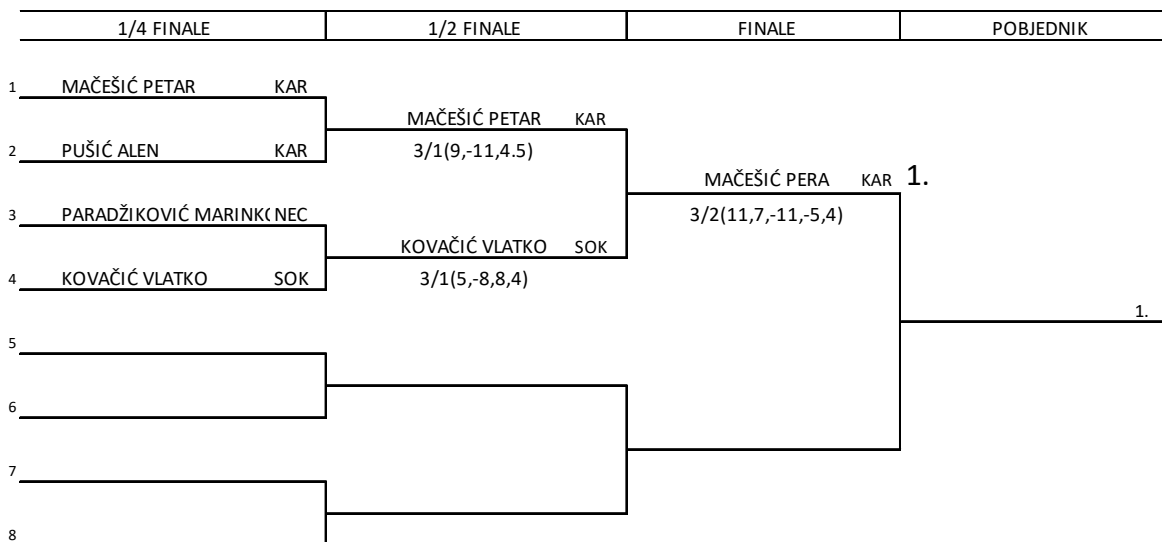 1/4 FINALE 1/2 FINALE FINALE POBJEDNIK
1 MAČEŠIĆ PETAR KAR
MAČEŠIĆ PETAR KAR
2 PUŠIĆ ALEN KAR 3/1(9,-11,4.5)
MAČEŠIĆ PERA KAR 1.
3 PARADŽIKOVIĆ MARINK( NEC 3/2(11,7,-11,-5,4)
KOVAČIĆ VLATKO SOK
4 KOVAČIĆ VLATKO SOK 3/1(5,-8,8,4)
1.
5
6
7
8